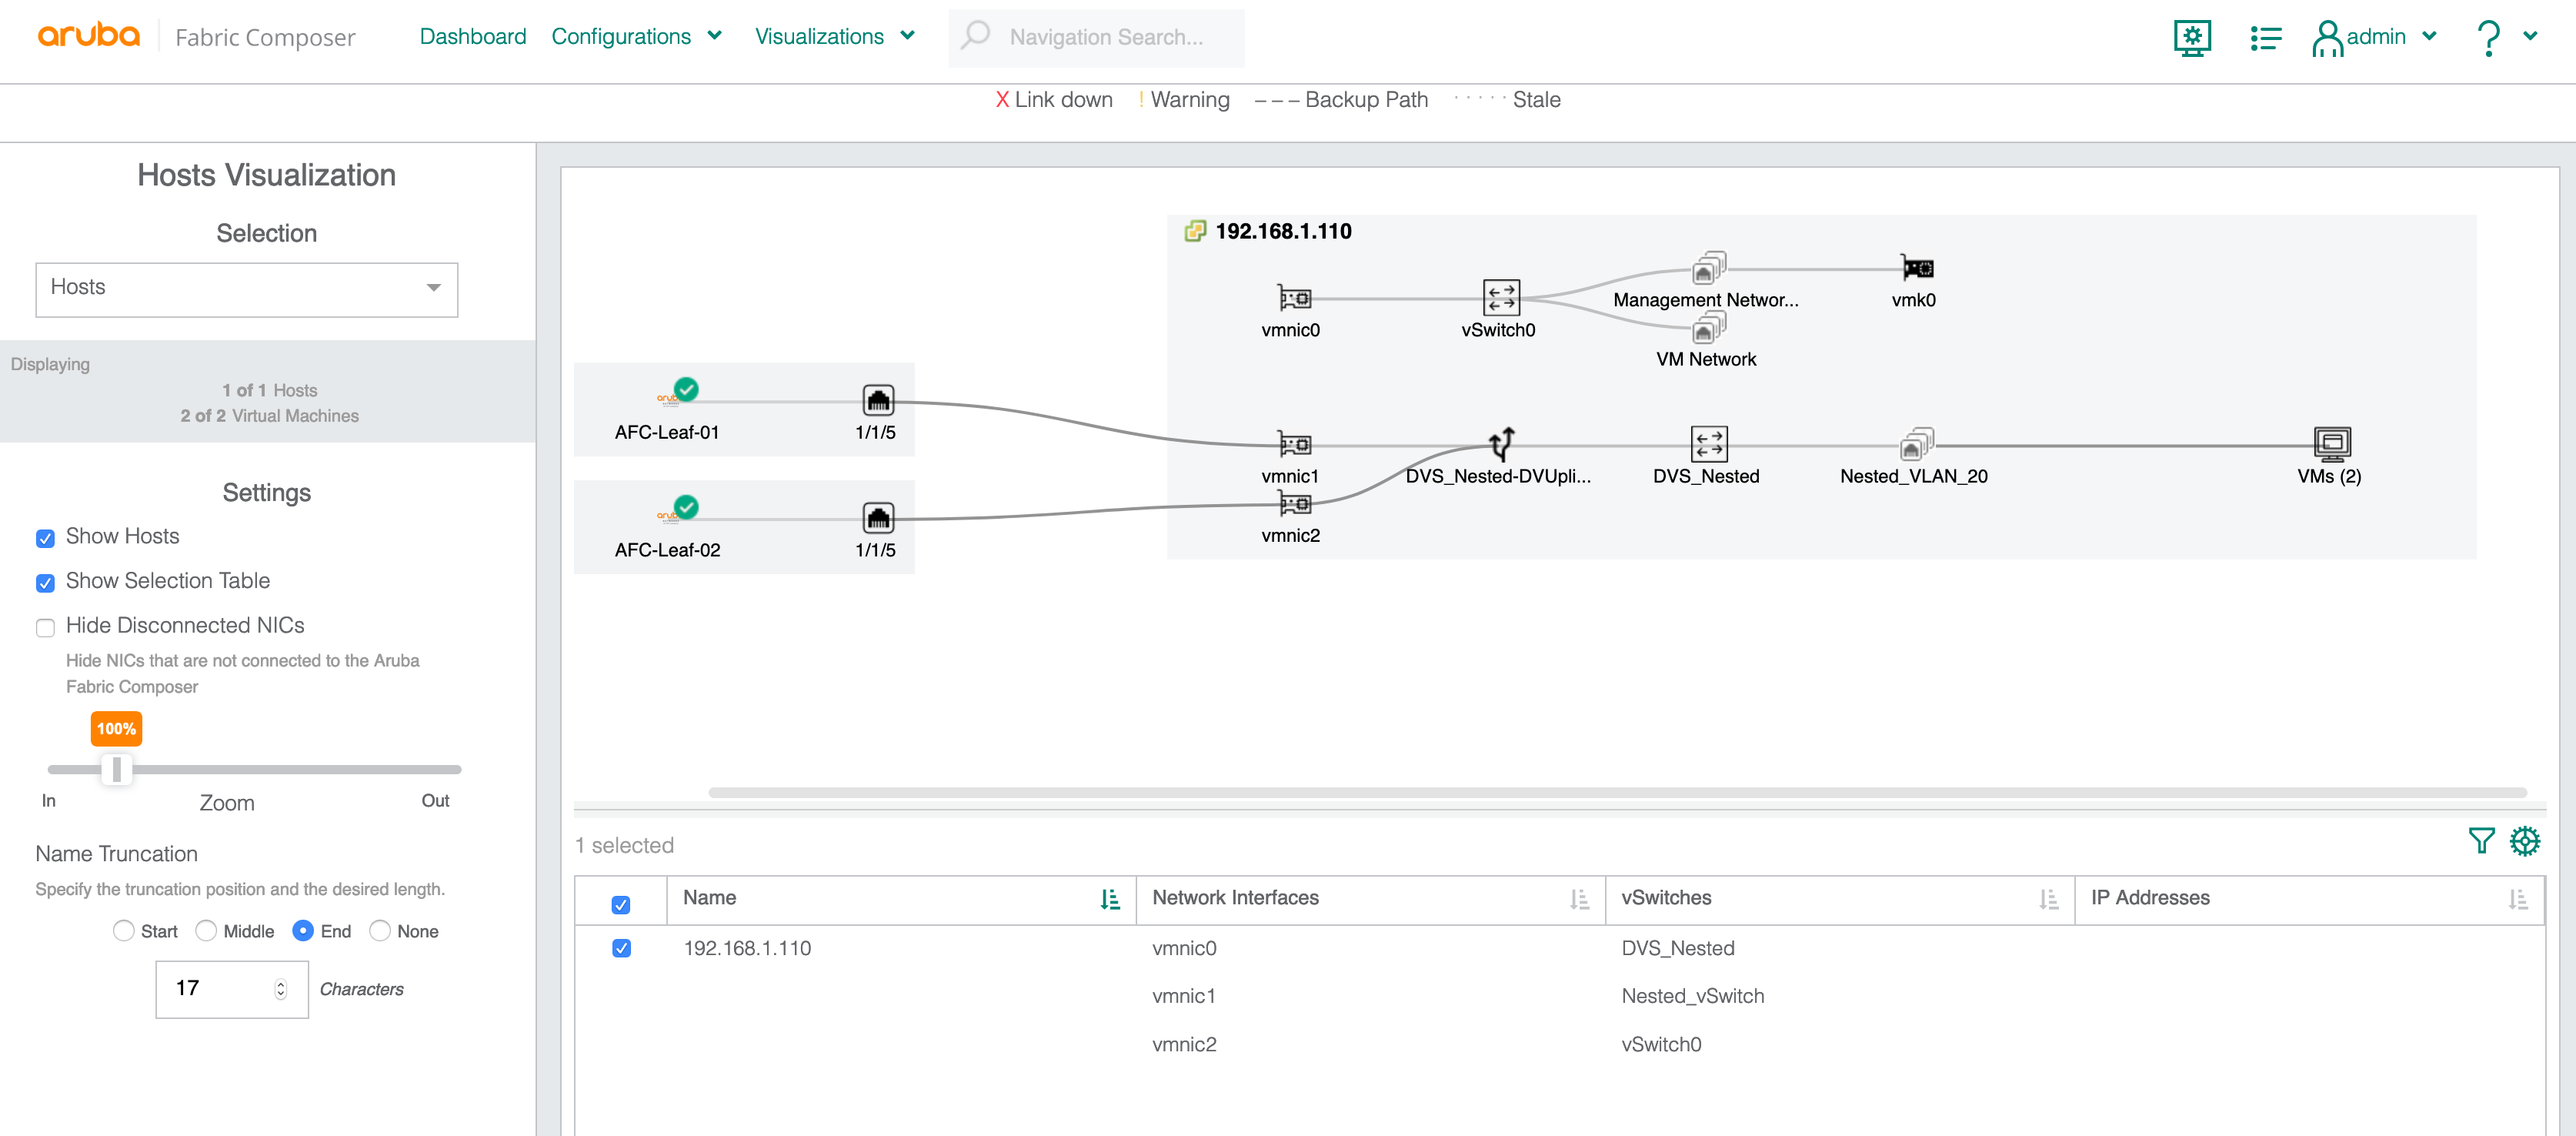 aruba Fabric Composer Dashboard Configurations Visualizations Navigation Search... admin ?
X Link down ! Warning --- Backup Path ····· Stale
Hosts Visualization
Selection
Hosts
Displaying
1 of 1 Hosts
2 of 2 Virtual Machines
Settings
Show Hosts
Show Selection Table
Hide Disconnected NICs
Hide NICs that are not connected to the Aruba
Fabric Composer
100%
In Zoom Out
Name Truncation
Specify the truncation position and the desired length.
Start Middle End None
17 Characters
192.168.1.110
vmnic0 vSwitch0 Management Networ... vmk0
VM Network
aruba
AFC-Leaf-01 1/1/5
vmnic1 DVS_Nested-DVUpli... DVS_Nested Nested_VLAN_20 VMs (2)
aruba
AFC-Leaf-02 1/1/5
vmnic2
1 selected
Name Network Interfaces vSwitches IP Addresses
192.168.1.110 vmnic0 DVS_Nested
vmnic1 Nested_vSwitch
vmnic2 vSwitch0